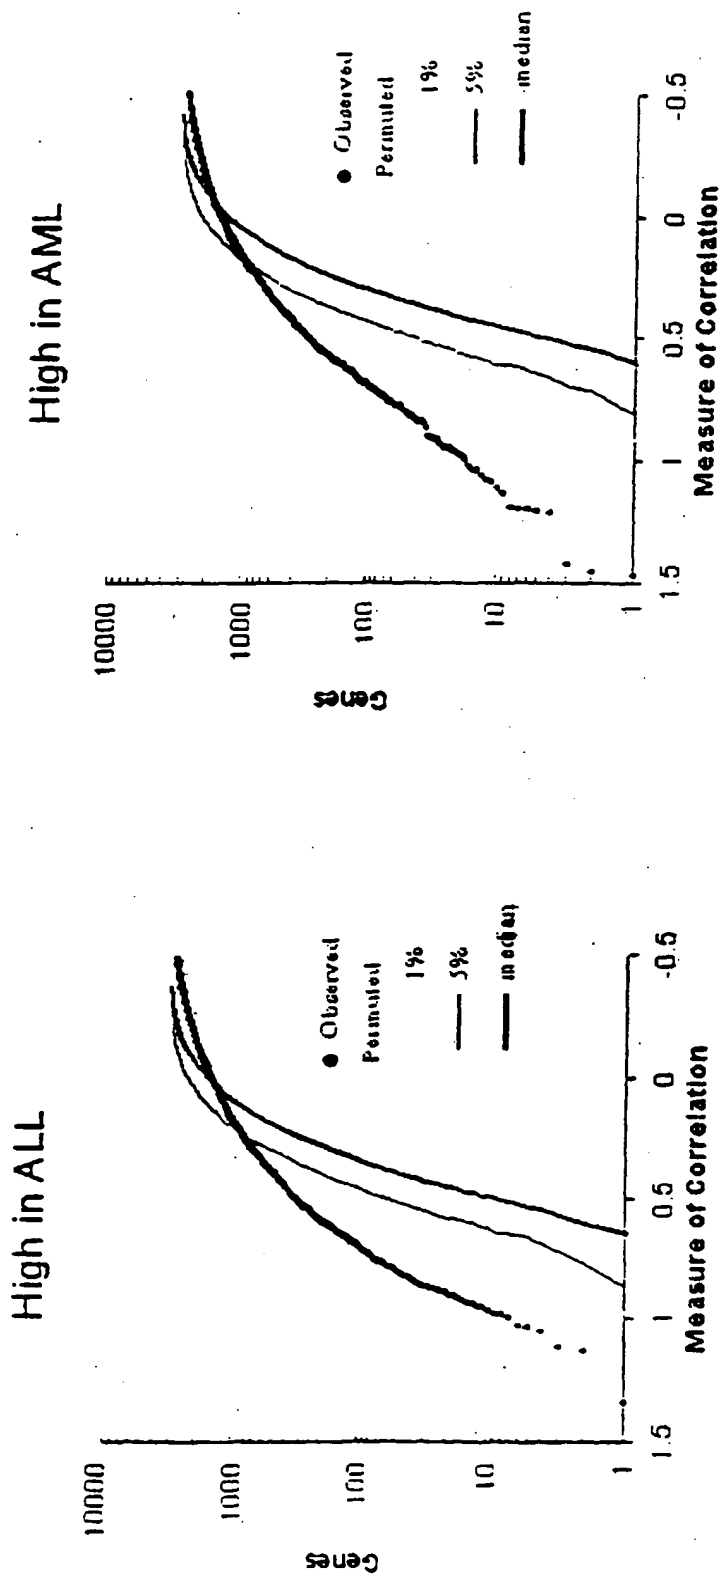 High in ALL
Genes
10000
1000
100
10
1
1.5
1
0.5
0
-0.5
Measure of Correlation
Observed
Permuted
1%
5%
median
High in AML
Genes
10000
1000
100
10
1
1.5
1
0.5
0
-0.5
Measure of Correlation
Observed
Permuted
1%
5%
median